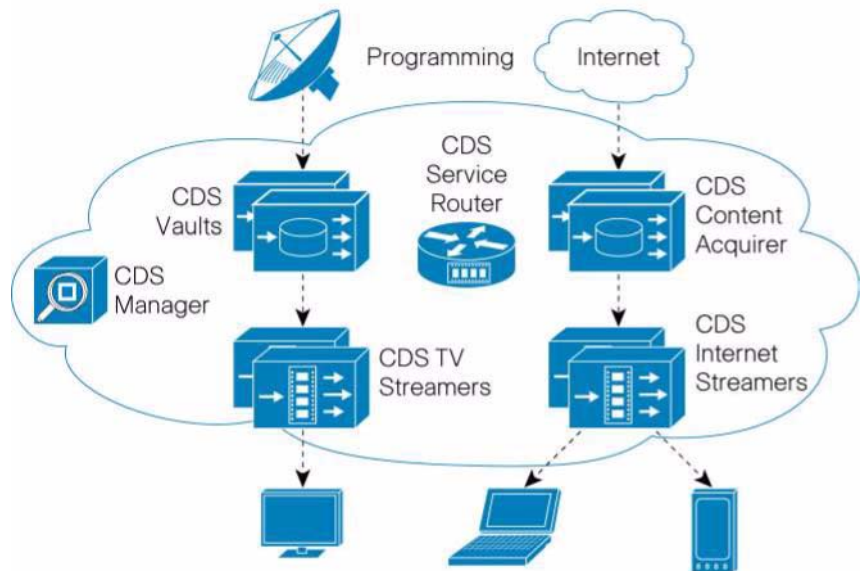 Programming
Internet
CDS
Vaults
CDS
Service
Router
CDS
Content
Acquirer
CDS
Manager
CDS TV
Streamers
CDS
Internet
Streamers